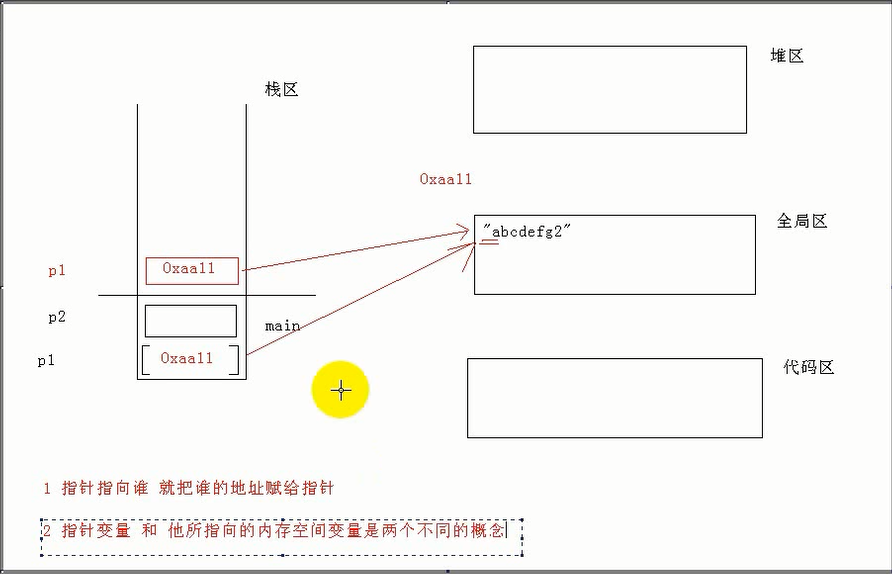 堆区
栈区
0xaa11
全局区
"abcdefg2"
p1
0xaa11
p2
main
p1
0xaa11
代码区
1 指针指向谁 就把谁的地址赋给指针
2 指针变量 和 他所指向的内存空间变量是两个不同的概念